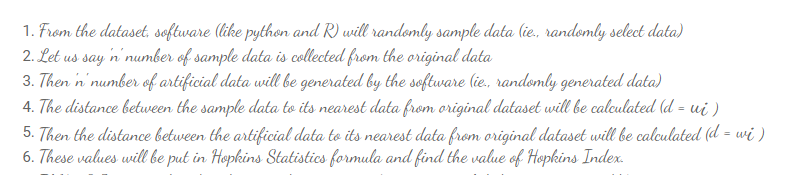 1. From the dataset, software (like python and R) will randomly sample data (ie., randomly select data)
2. Let us say 'n' number of sample data is collected from the original data
3. Then 'n' number of artificial data will be generated by the software (ie., randomly generated data)
4. The distance between the sample data to its nearest data from original dataset will be calculated (d = ui )
5. Then the distance between the artificial data to its nearest data from original dataset will be calculated (d = wi )
6. These values will be put in Hopkins Statistics formula and find the value of Hopkins Index.